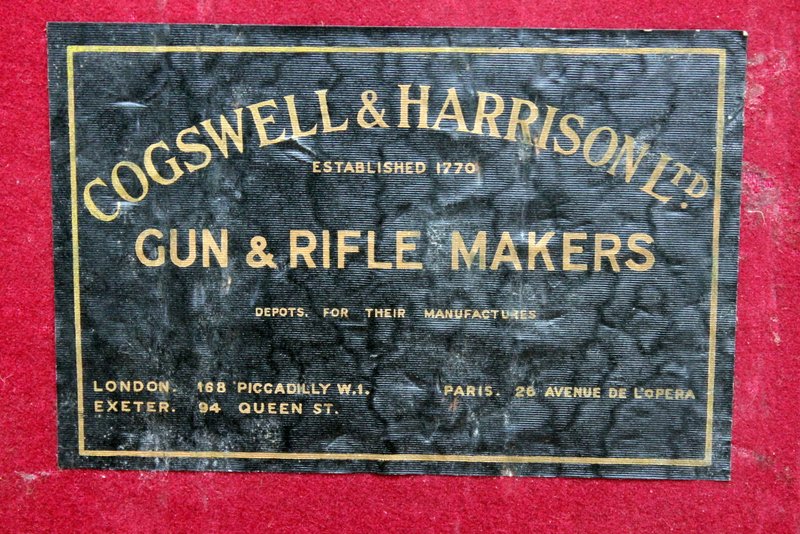 COGSWELL & HARRISON LTD.
ESTABLISHED 1770
GUN & RIFLE MAKERS
DEPOTS. FOR THEIR MANUFACTURES
LONDON. 168 PICCADILLY W.1. PARIS. 26 AVENUE DE L'OPERA
EXETER. 94 QUEEN ST.